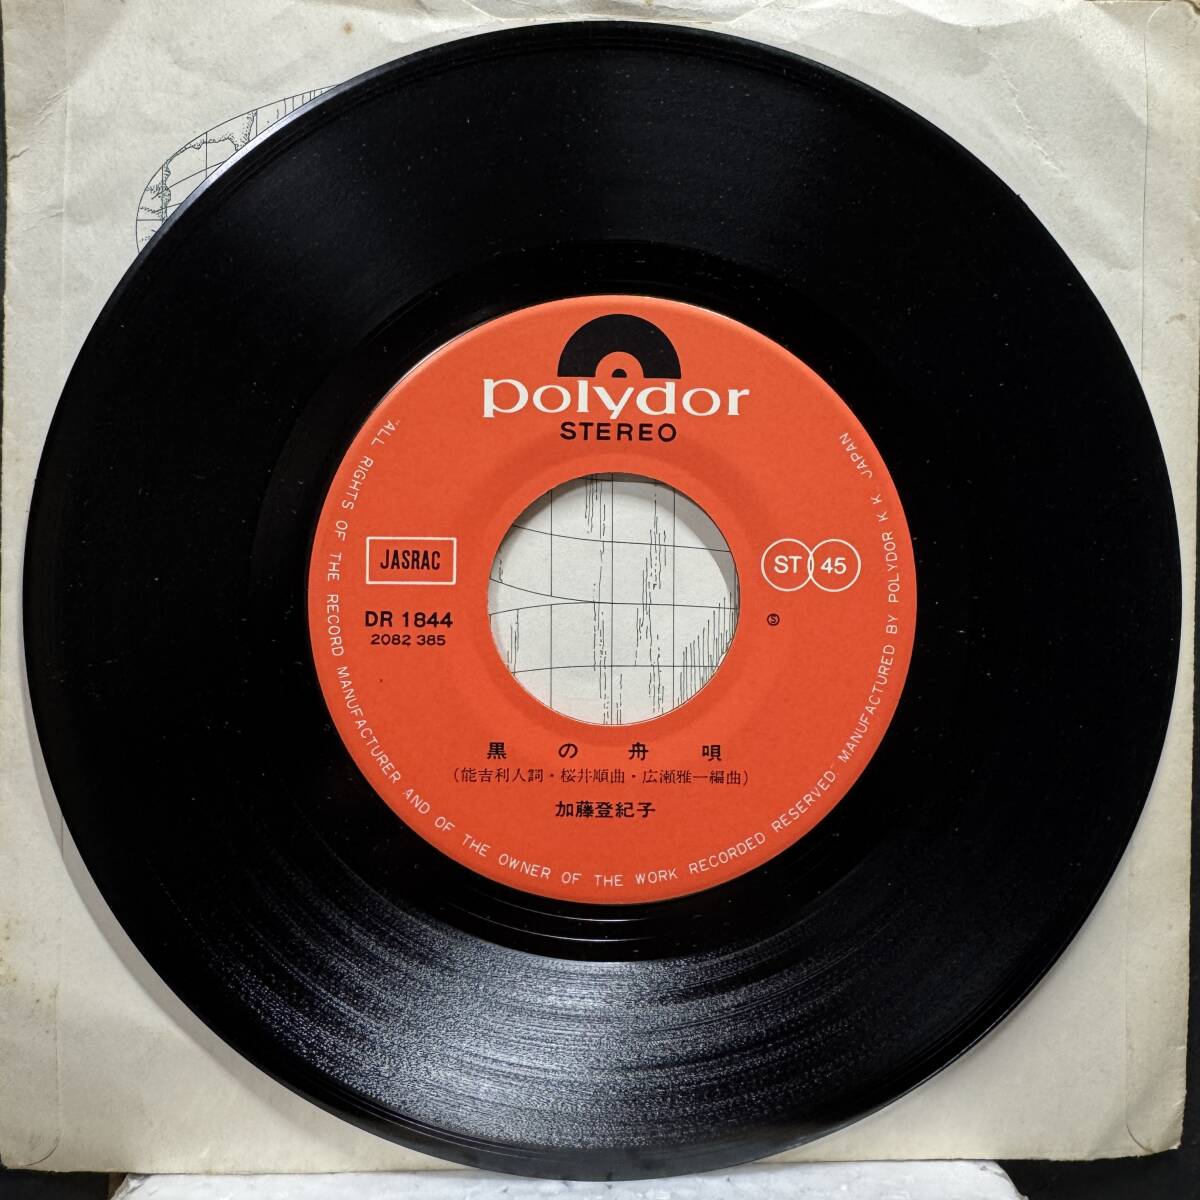 polydor
STEREO
JASRAC
ST 45
DR 1844
2082 385
Ⓢ
黒の舟唄
(能吉利人詞・桜井順曲・広瀬雅一編曲)
加藤登紀子
"ALL RIGHTS OF THE RECORD MANUFACTURER AND OF THE OWNER OF THE WORK RECORDED RESERVED" MANUFACTURED BY POLYDOR K. K. JAPAN